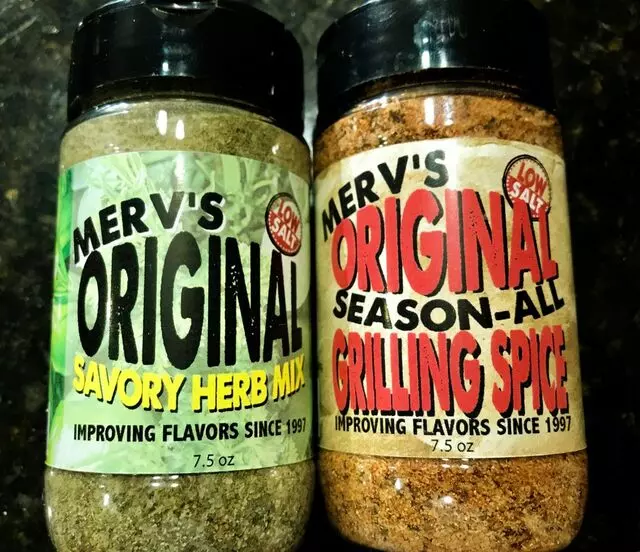 MERV'S
LOW
SALT
ORIGINAL
SAVORY HERB MIX
IMPROVING FLAVORS SINCE 1997
7.5 oz
MERV'S
LOW
SALT
ORIGINAL
SEASON-ALL
GRILLING SPICE
IMPROVING FLAVORS SINCE 1997
7.5 oz